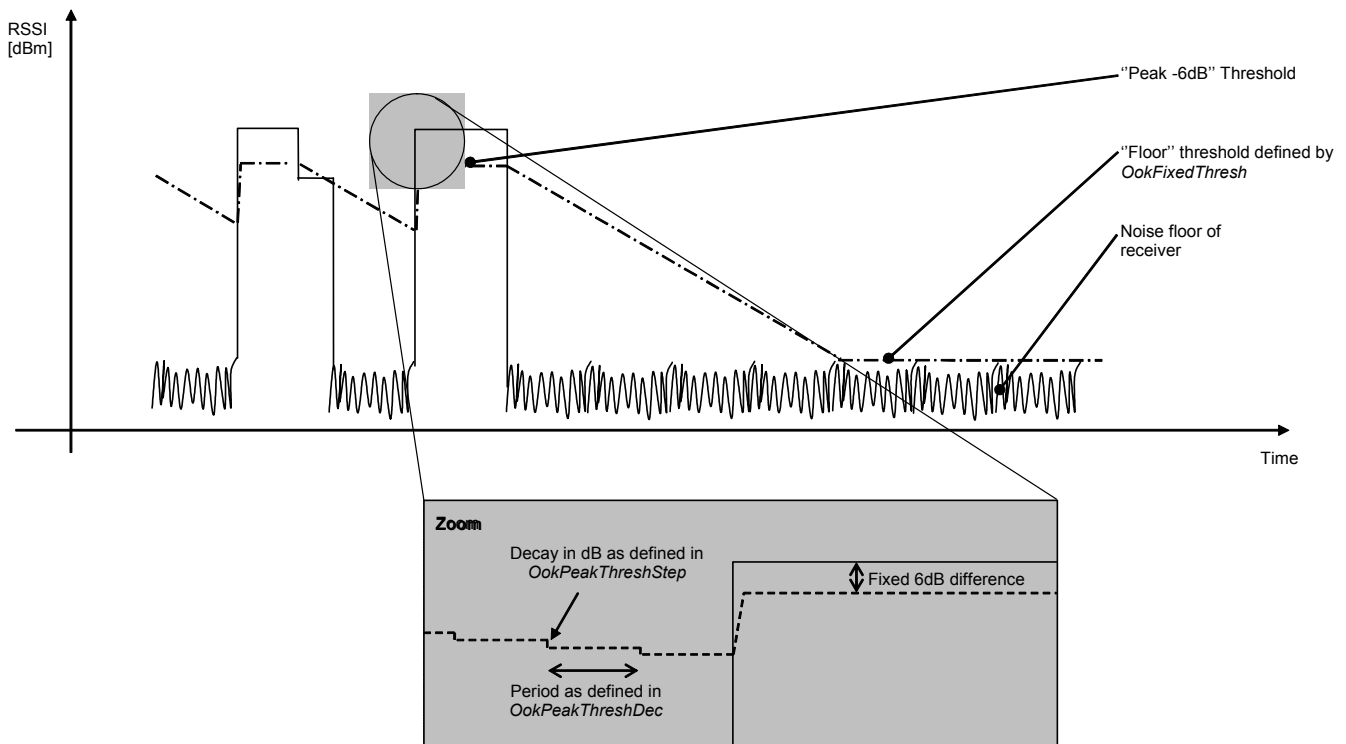 RSSI
[dBm]
‘’Peak -6dB’’ Threshold
‘’Floor’’ threshold defined by
OokFixedThresh
Noise floor of
receiver
Time
Zoom
Decay in dB as defined in
OokPeakThreshStep
Fixed 6dB difference
Period as defined in
OokPeakThreshDec